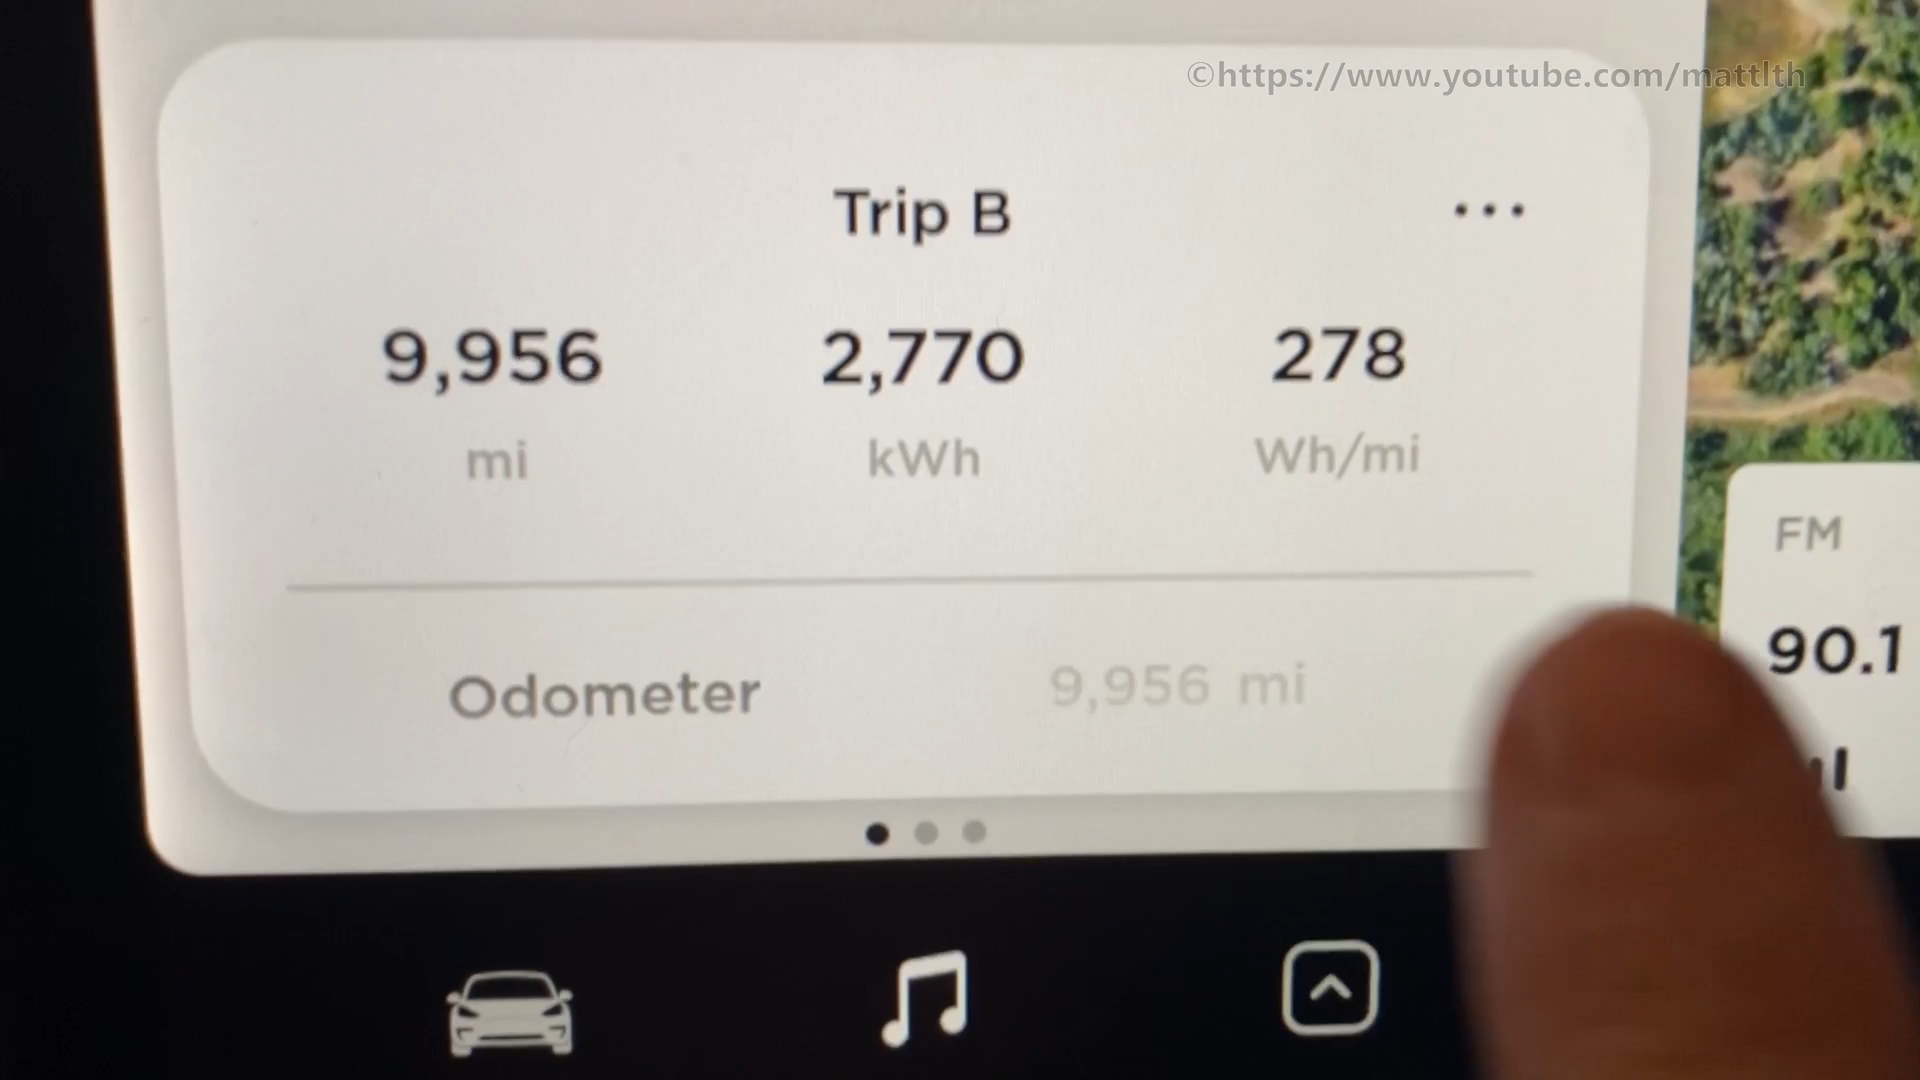 ©https://www.youtube.com/mattlth
Trip B
9,956
2,770
278
mi
kWh
Wh/mi
Odometer
9,956 mi
FM
90.1